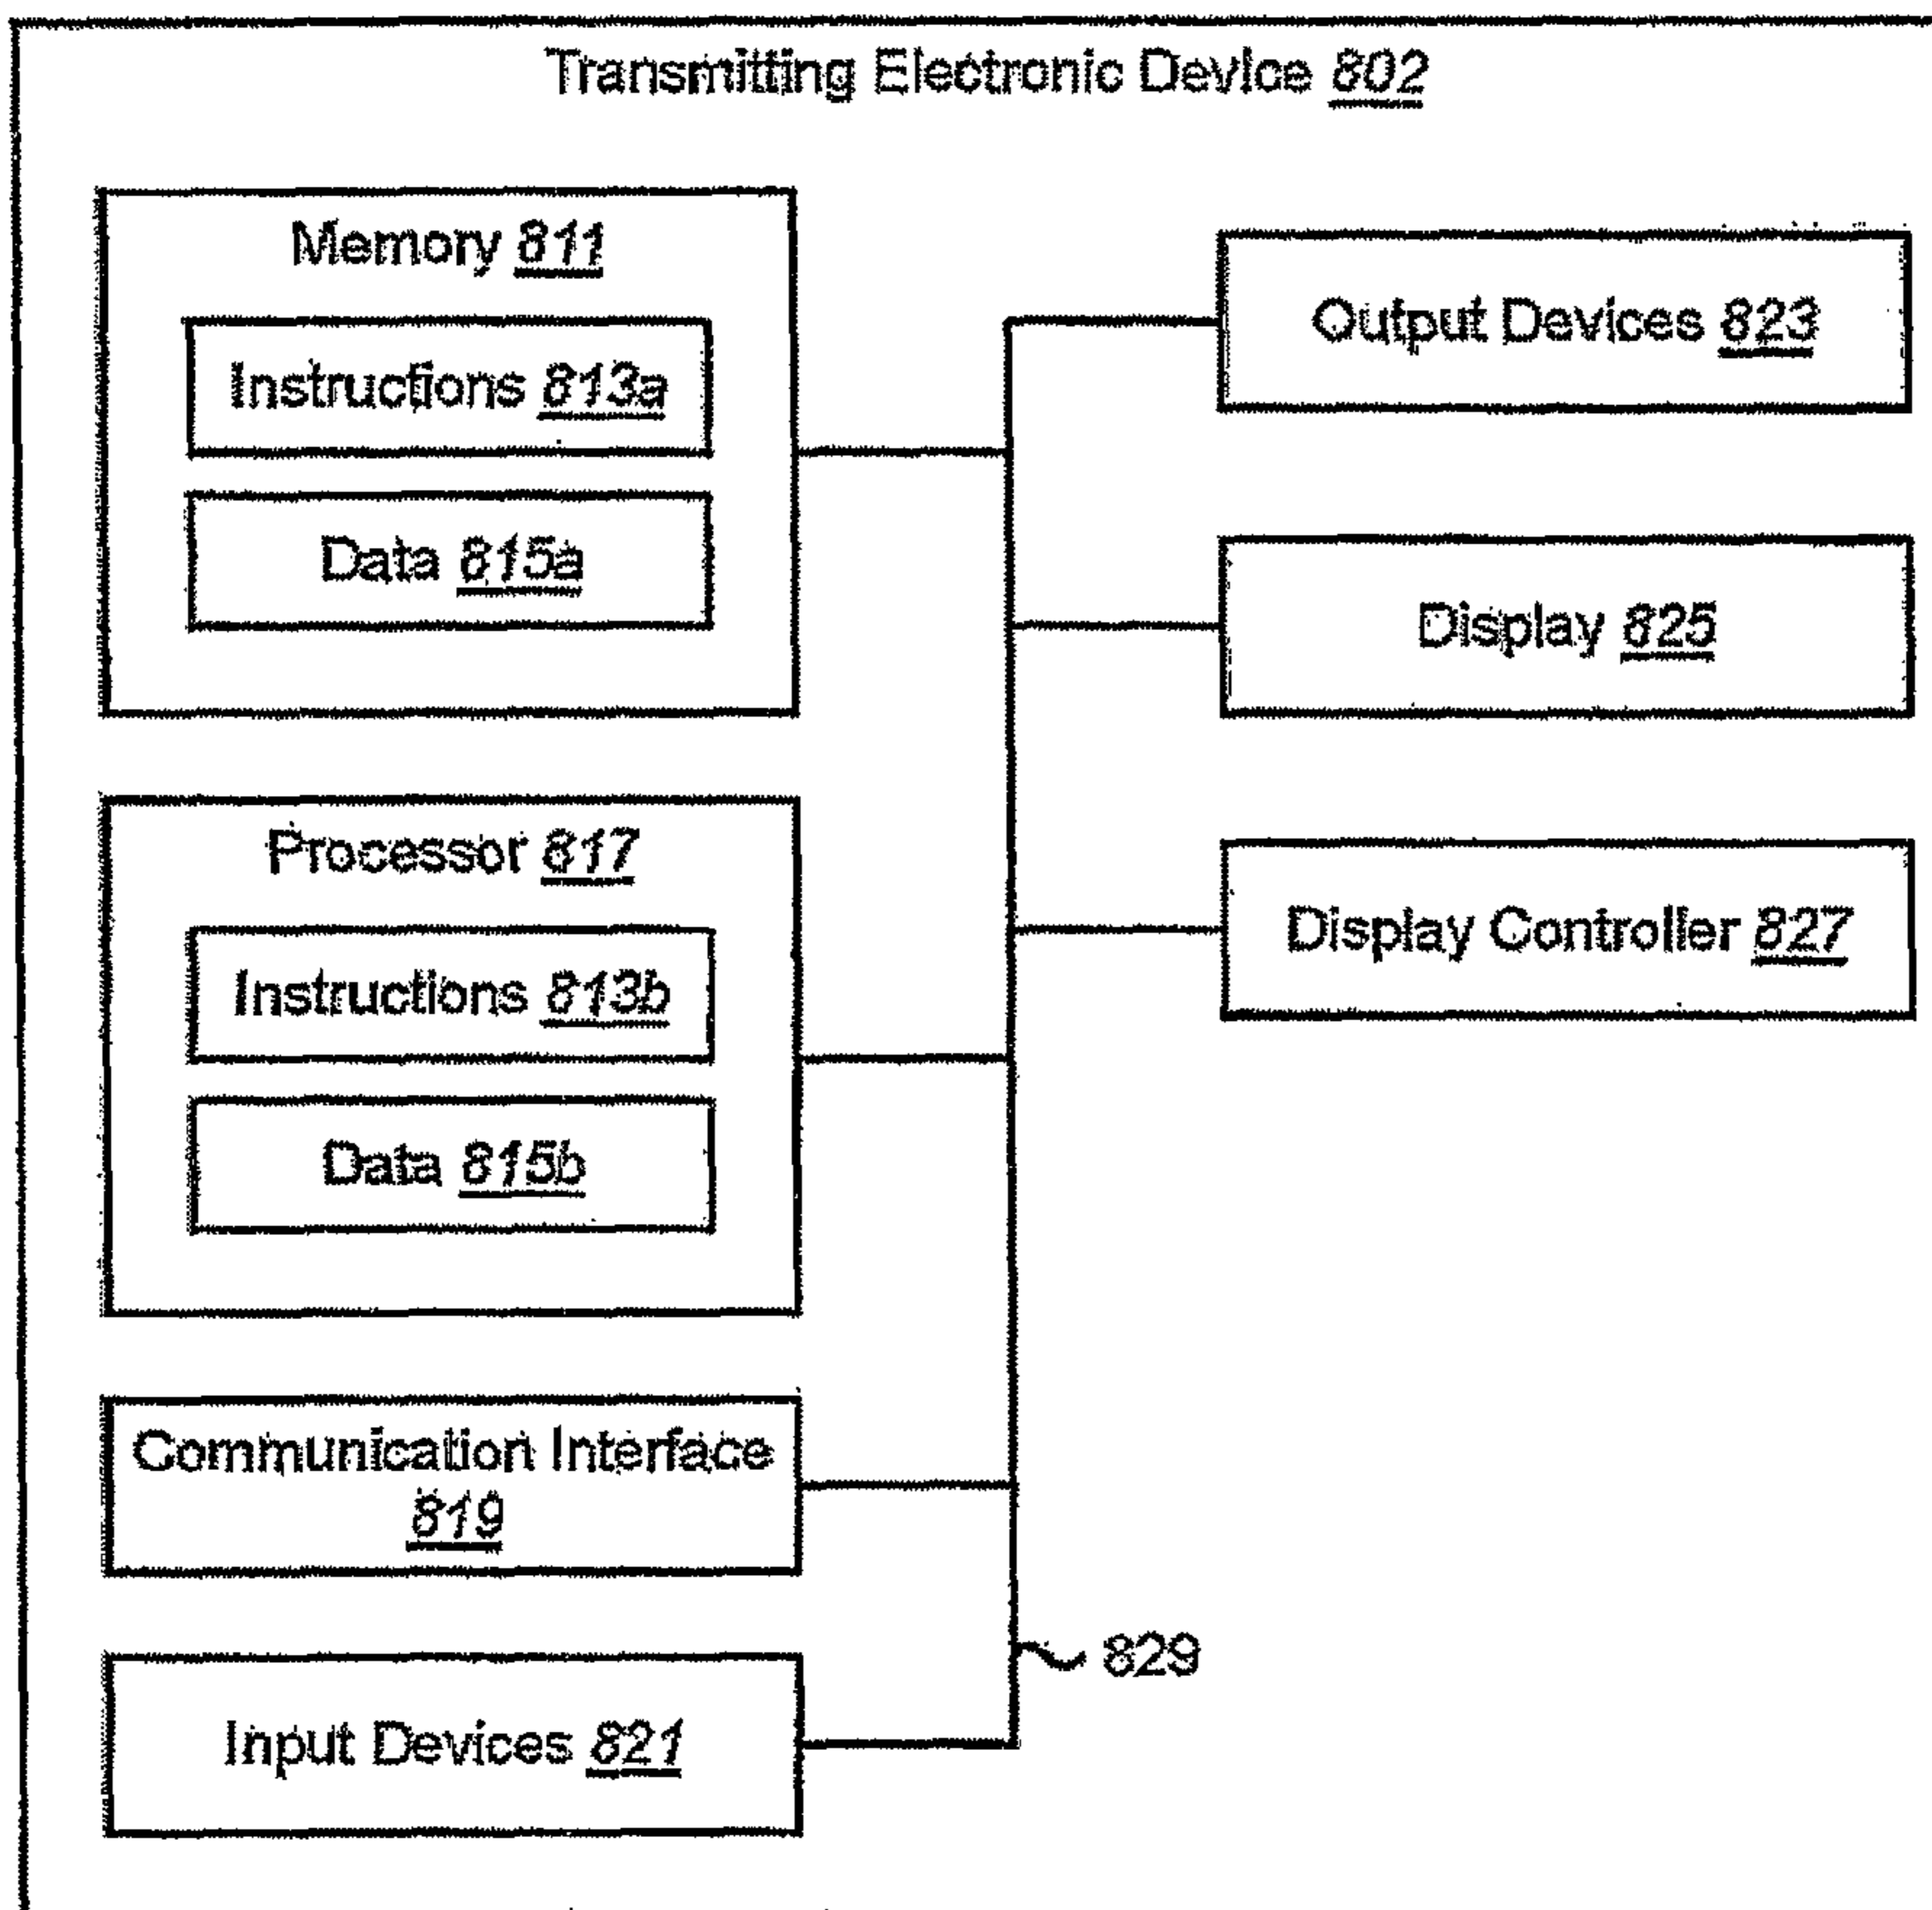 Transmitting Electronic Device 802
Memory 811
Instructions 813a
Data 815a
Processor 817
Instructions 813b
Data 815b
Communication Interface
819
Input Devices 821
Output Devices 823
Display 825
Display Controller 827
829